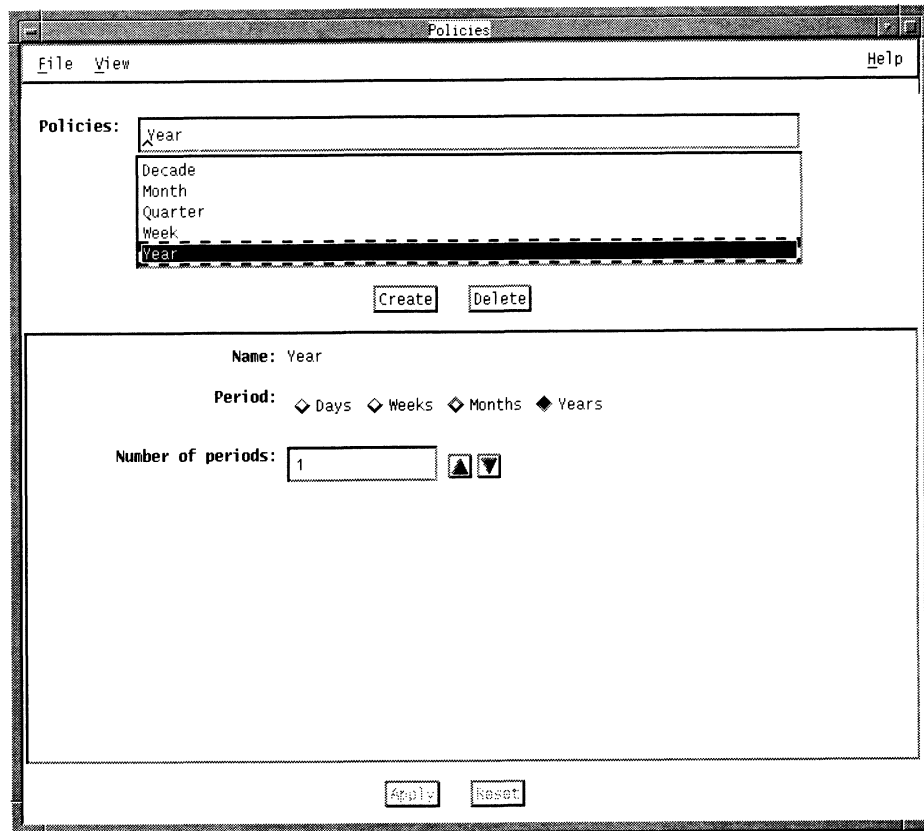 Policies
File View Help
Policies: Year
Decade
Month
Quarter
Week
Year
Create Delete
Name: Year
Period: Days Weeks Months Years
Number of periods: 1
Apply Reset